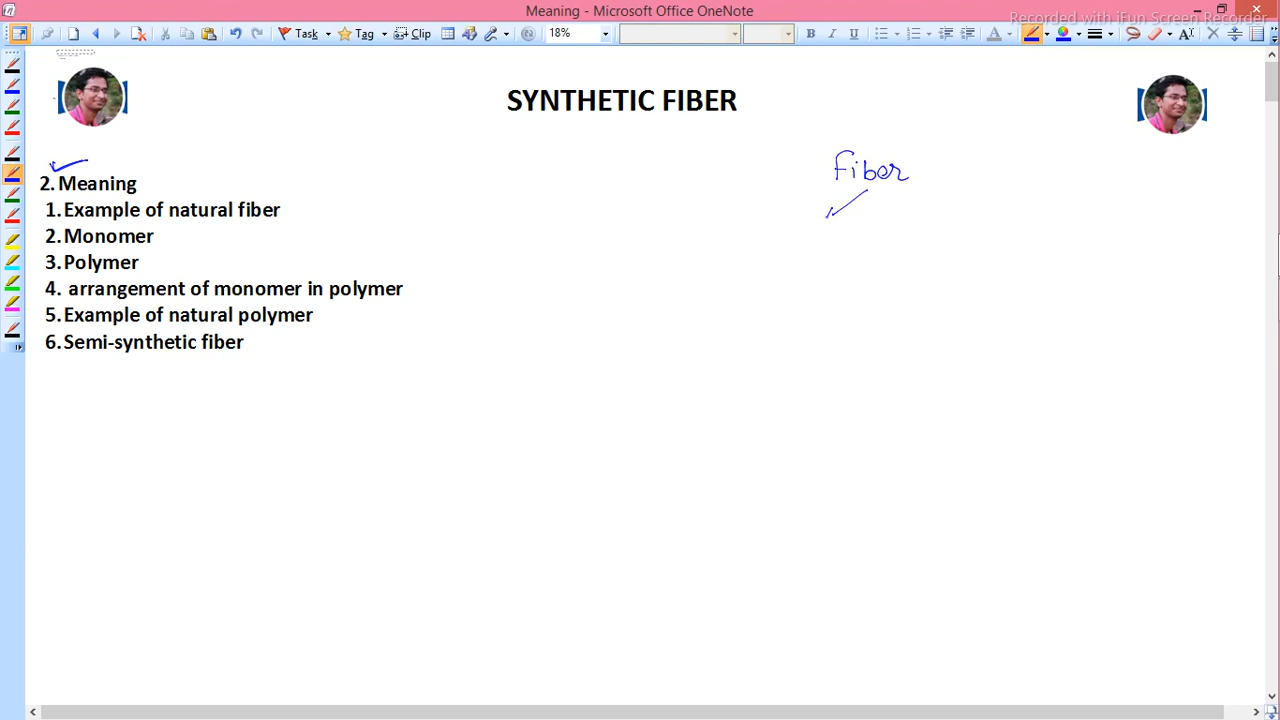 Meaning - Microsoft Office OneNote
Recorded with iFun Screen Recorder
Task Tag Clip 18% B I U
SYNTHETIC FIBER
Fiber
2. Meaning
1. Example of natural fiber
2. Monomer
3. Polymer
4. arrangement of monomer in polymer
5. Example of natural polymer
6. Semi-synthetic fiber